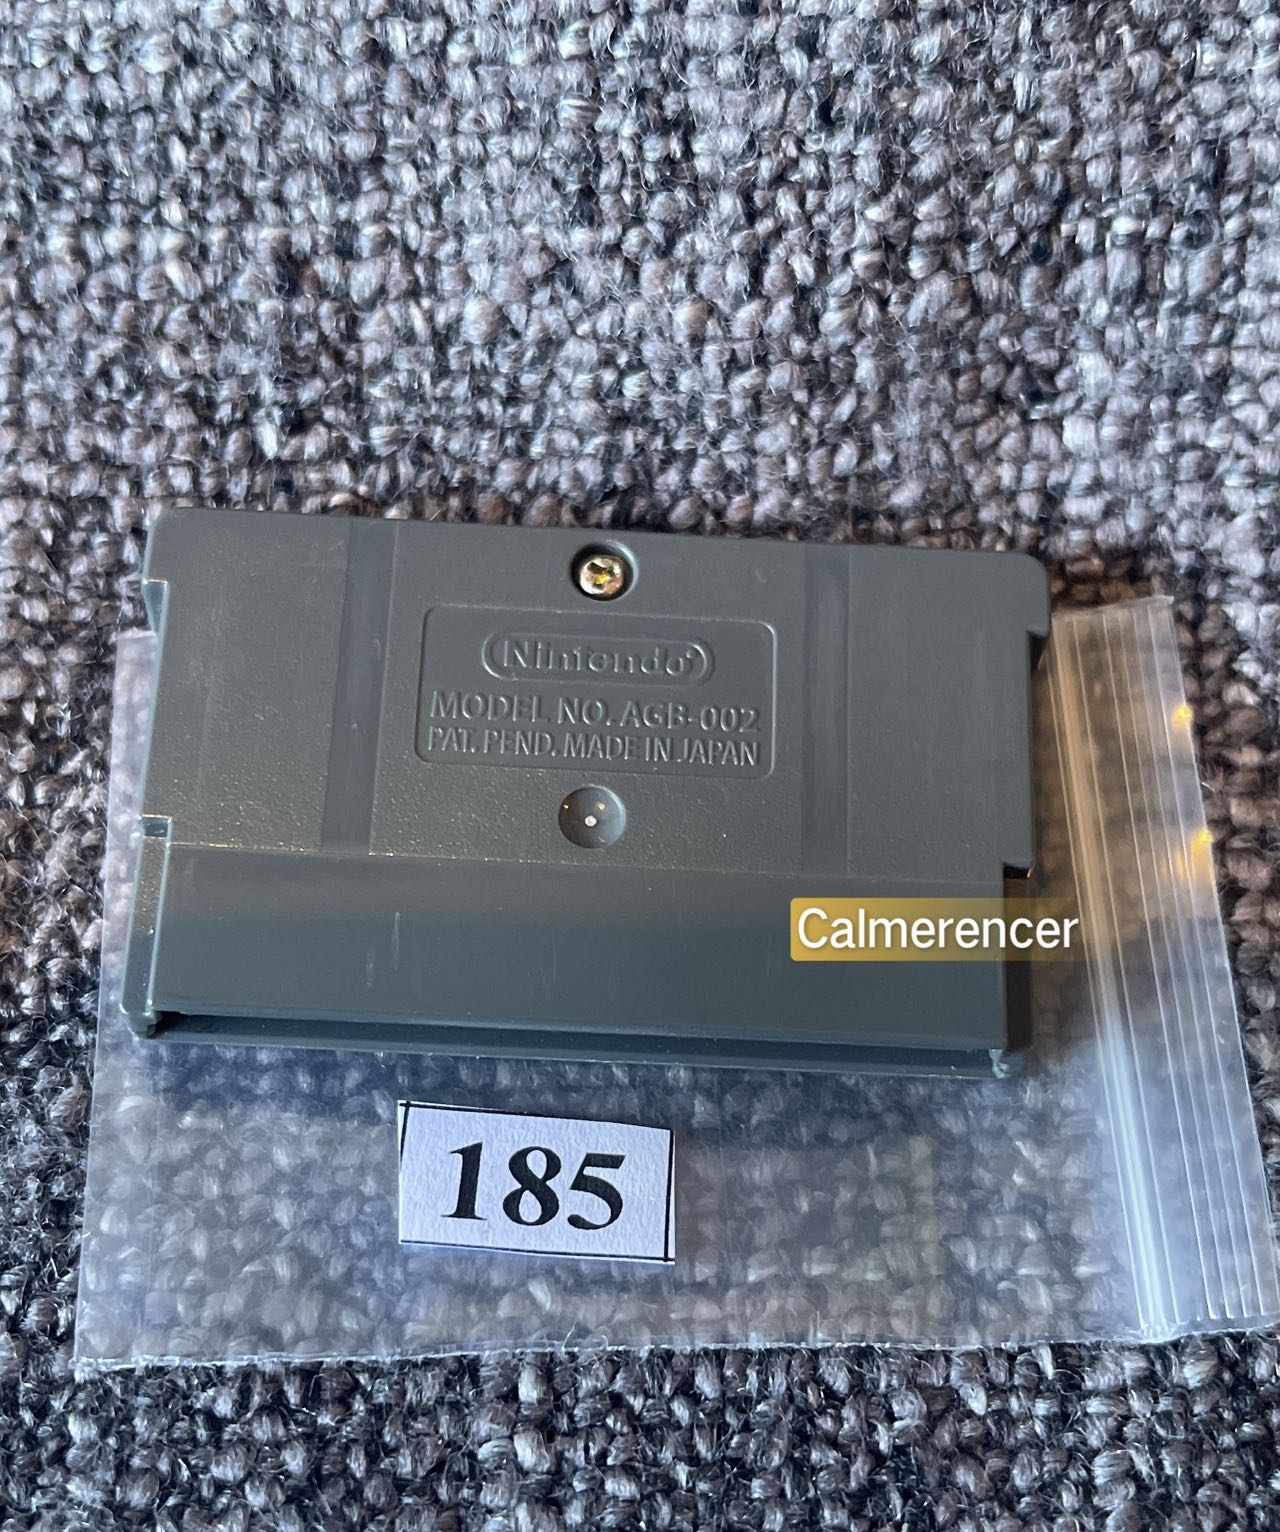 Nintendo
MODEL NO. AGB-002
PAT. PEND. MADE IN JAPAN
Calmerencer
185